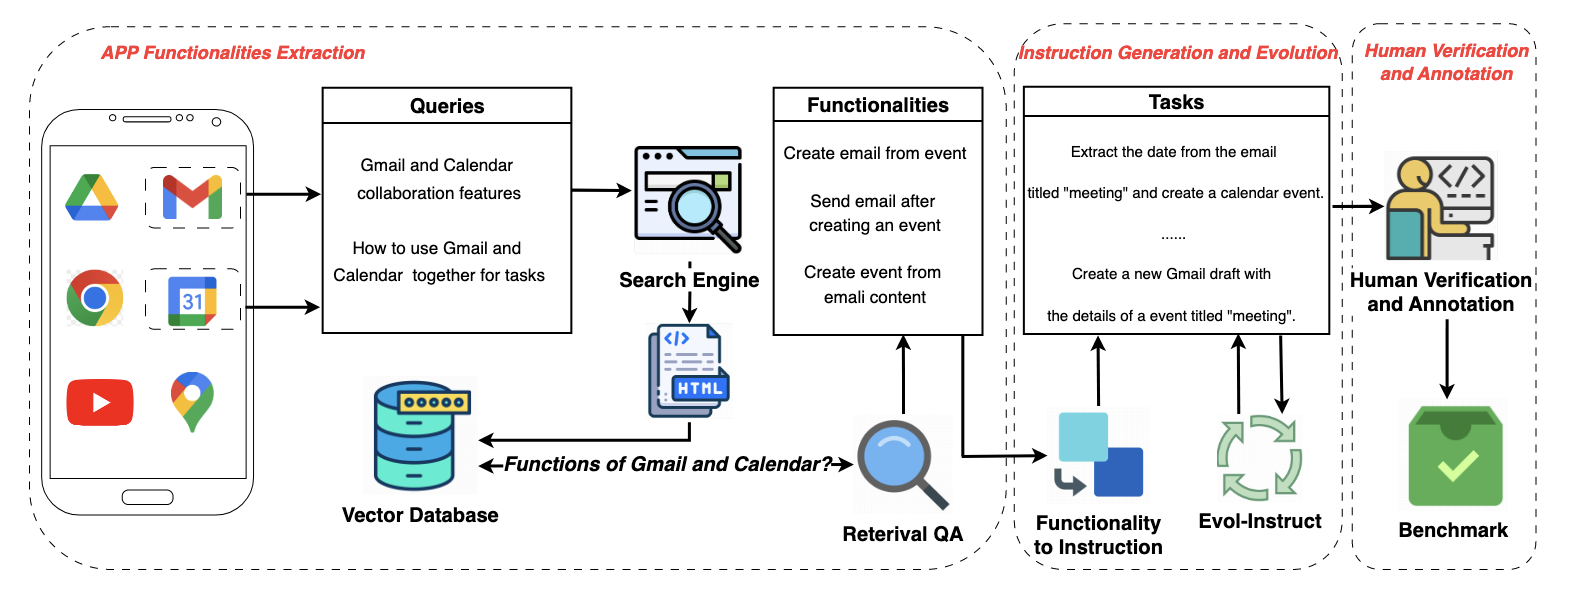 APP Functionalities Extraction
Queries
Gmail and Calendar
collaboration features
How to use Gmail and
Calendar together for tasks
31
Search Engine
</>
HTML
Vector Database
Functions of Gmail and Calendar?
Reterival QA
Functionalities
Create email from event
Send email after
creating an event
Create event from
emali content
Instruction Generation and Evolution
Tasks
Extract the date from the email
titled "meeting" and create a calendar event.
......
Create a new Gmail draft with
the details of a event titled "meeting".
Functionality
to Instruction
Evol-Instruct
Human Verification
and Annotation
</>
Human Verification
and Annotation
Benchmark